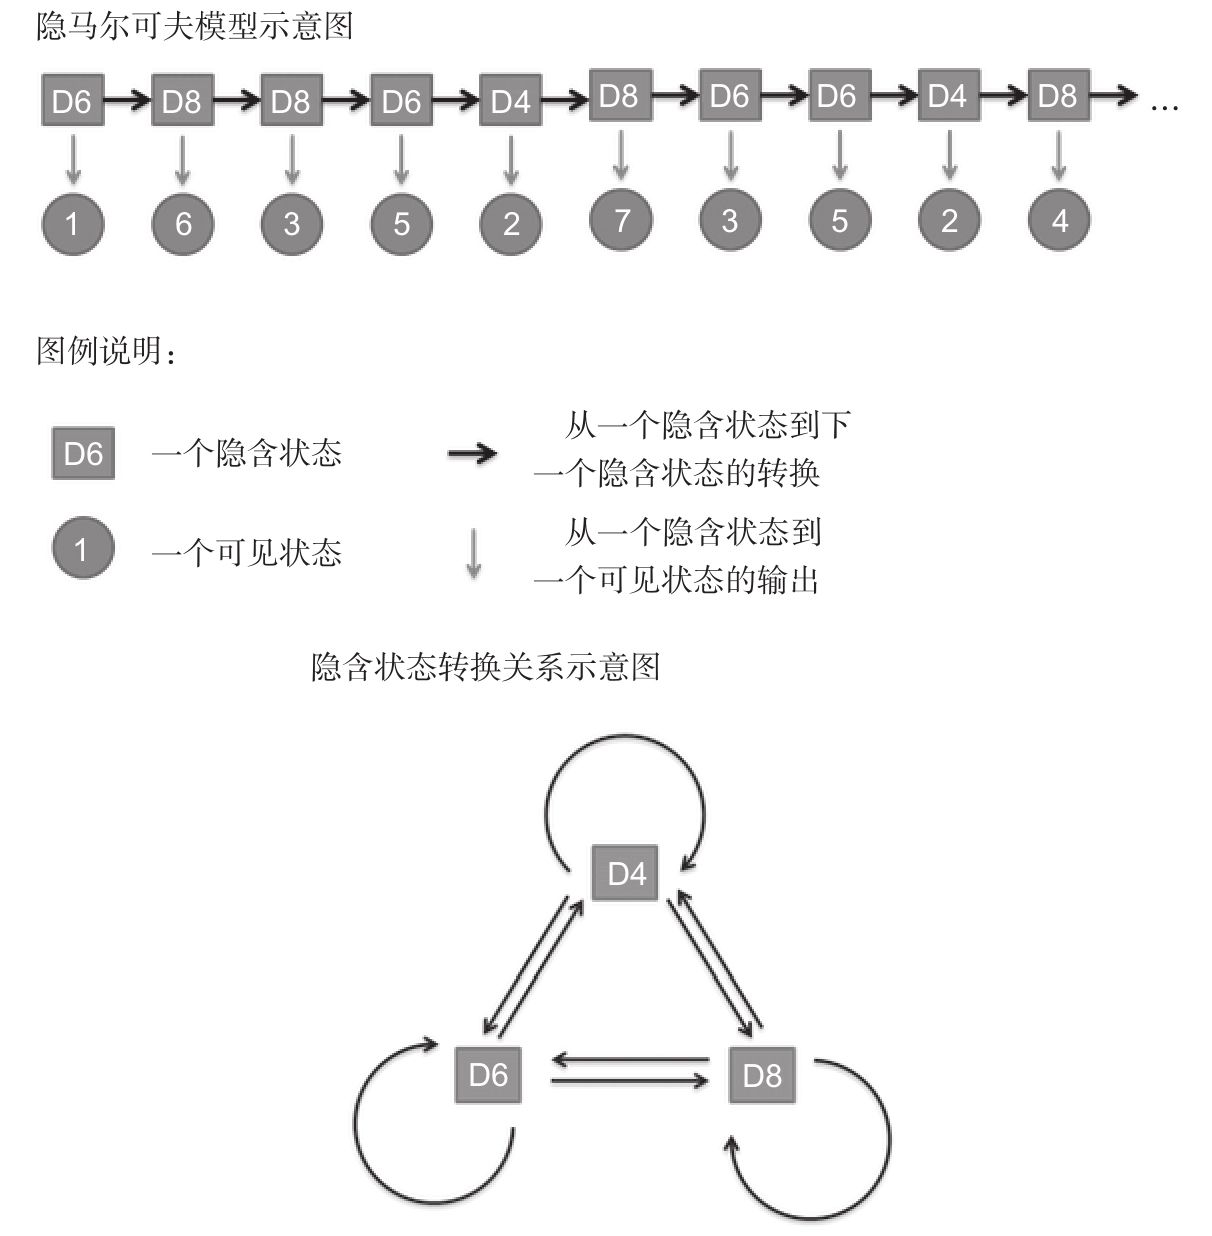 隐马尔可夫模型示意图
D6 D8 D8 D6 D4 D8 D6 D6 D4 D8 ...
1 6 3 5 2 7 3 5 2 4
图例说明：
D6 一个隐含状态
从一个隐含状态到下
一个隐含状态的转换
1 一个可见状态
从一个隐含状态到
一个可见状态的输出
隐含状态转换关系示意图
D4
D6 D8